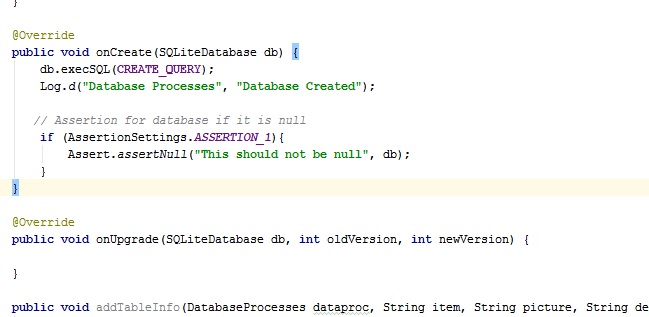 }
@Override
public void onCreate(SQLiteDatabase db) {
db.execSQL(CREATE_QUERY);
Log.d("Database Processes", "Database Created");
// Assertion for database if it is null
if (AssertionSettings.ASSERTION_1){
Assert.assertNull("This should not be null", db);
}
}
@Override
public void onUpgrade(SQLiteDatabase db, int oldVersion, int newVersion) {
}
public void addTableInfo(DatabaseProcesses dataproc, String item, String picture, String de